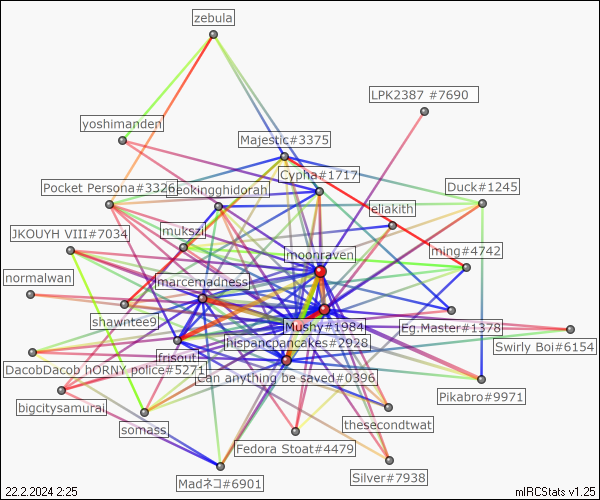 zebula
LPK2387 #7690
yoshimanden
Majestic#3375
Cypha#1717
Pocket Persona#3326
neokingghidorah
Duck#1245
eliakith
JKOUYH VIII#7034
mukszi
ming#4742
moonraven
normalwan
marcemadness
shawntee9
Mushy#1984
Eg.Master#1378
hispancpancakes#2928
Swirly Boi#6154
frisout
DacobDacob hORNY police#5271
Can anything be saved#0396
Pikabro#9971
bigcitysamurai
somass
thesecondtwat
Fedora Stoat#4479
Silver#7938
Madネコ#6901
22.2.2024 2:25
mIRCStats v1.25